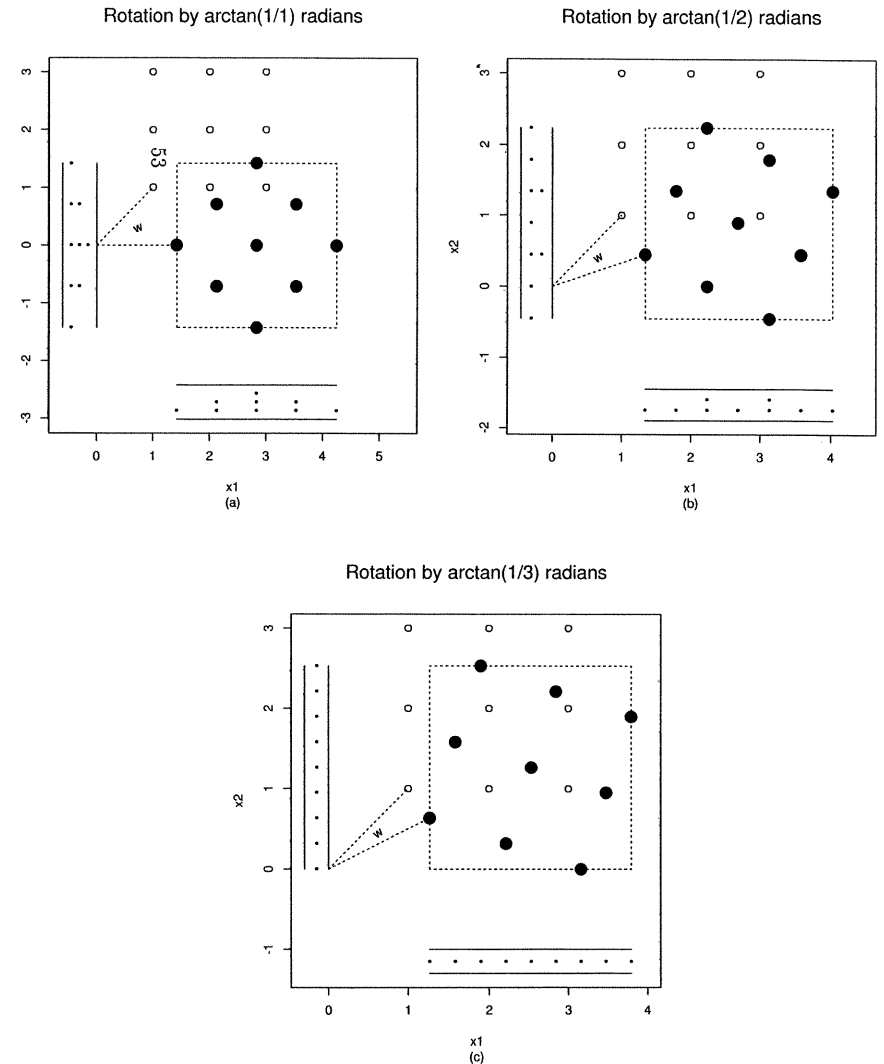 Rotation by arctan(1/1) radians
3
2
1
0
-1
-2
-3
53
w
0 1 2 3 4 5
x1
(a)
Rotation by arctan(1/2) radians
x2
3
2
1
0
-1
-2
w
0 1 2 3 4
x1
(b)
Rotation by arctan(1/3) radians
x2
3
2
1
0
-1
w
0 1 2 3 4
x1
(c)